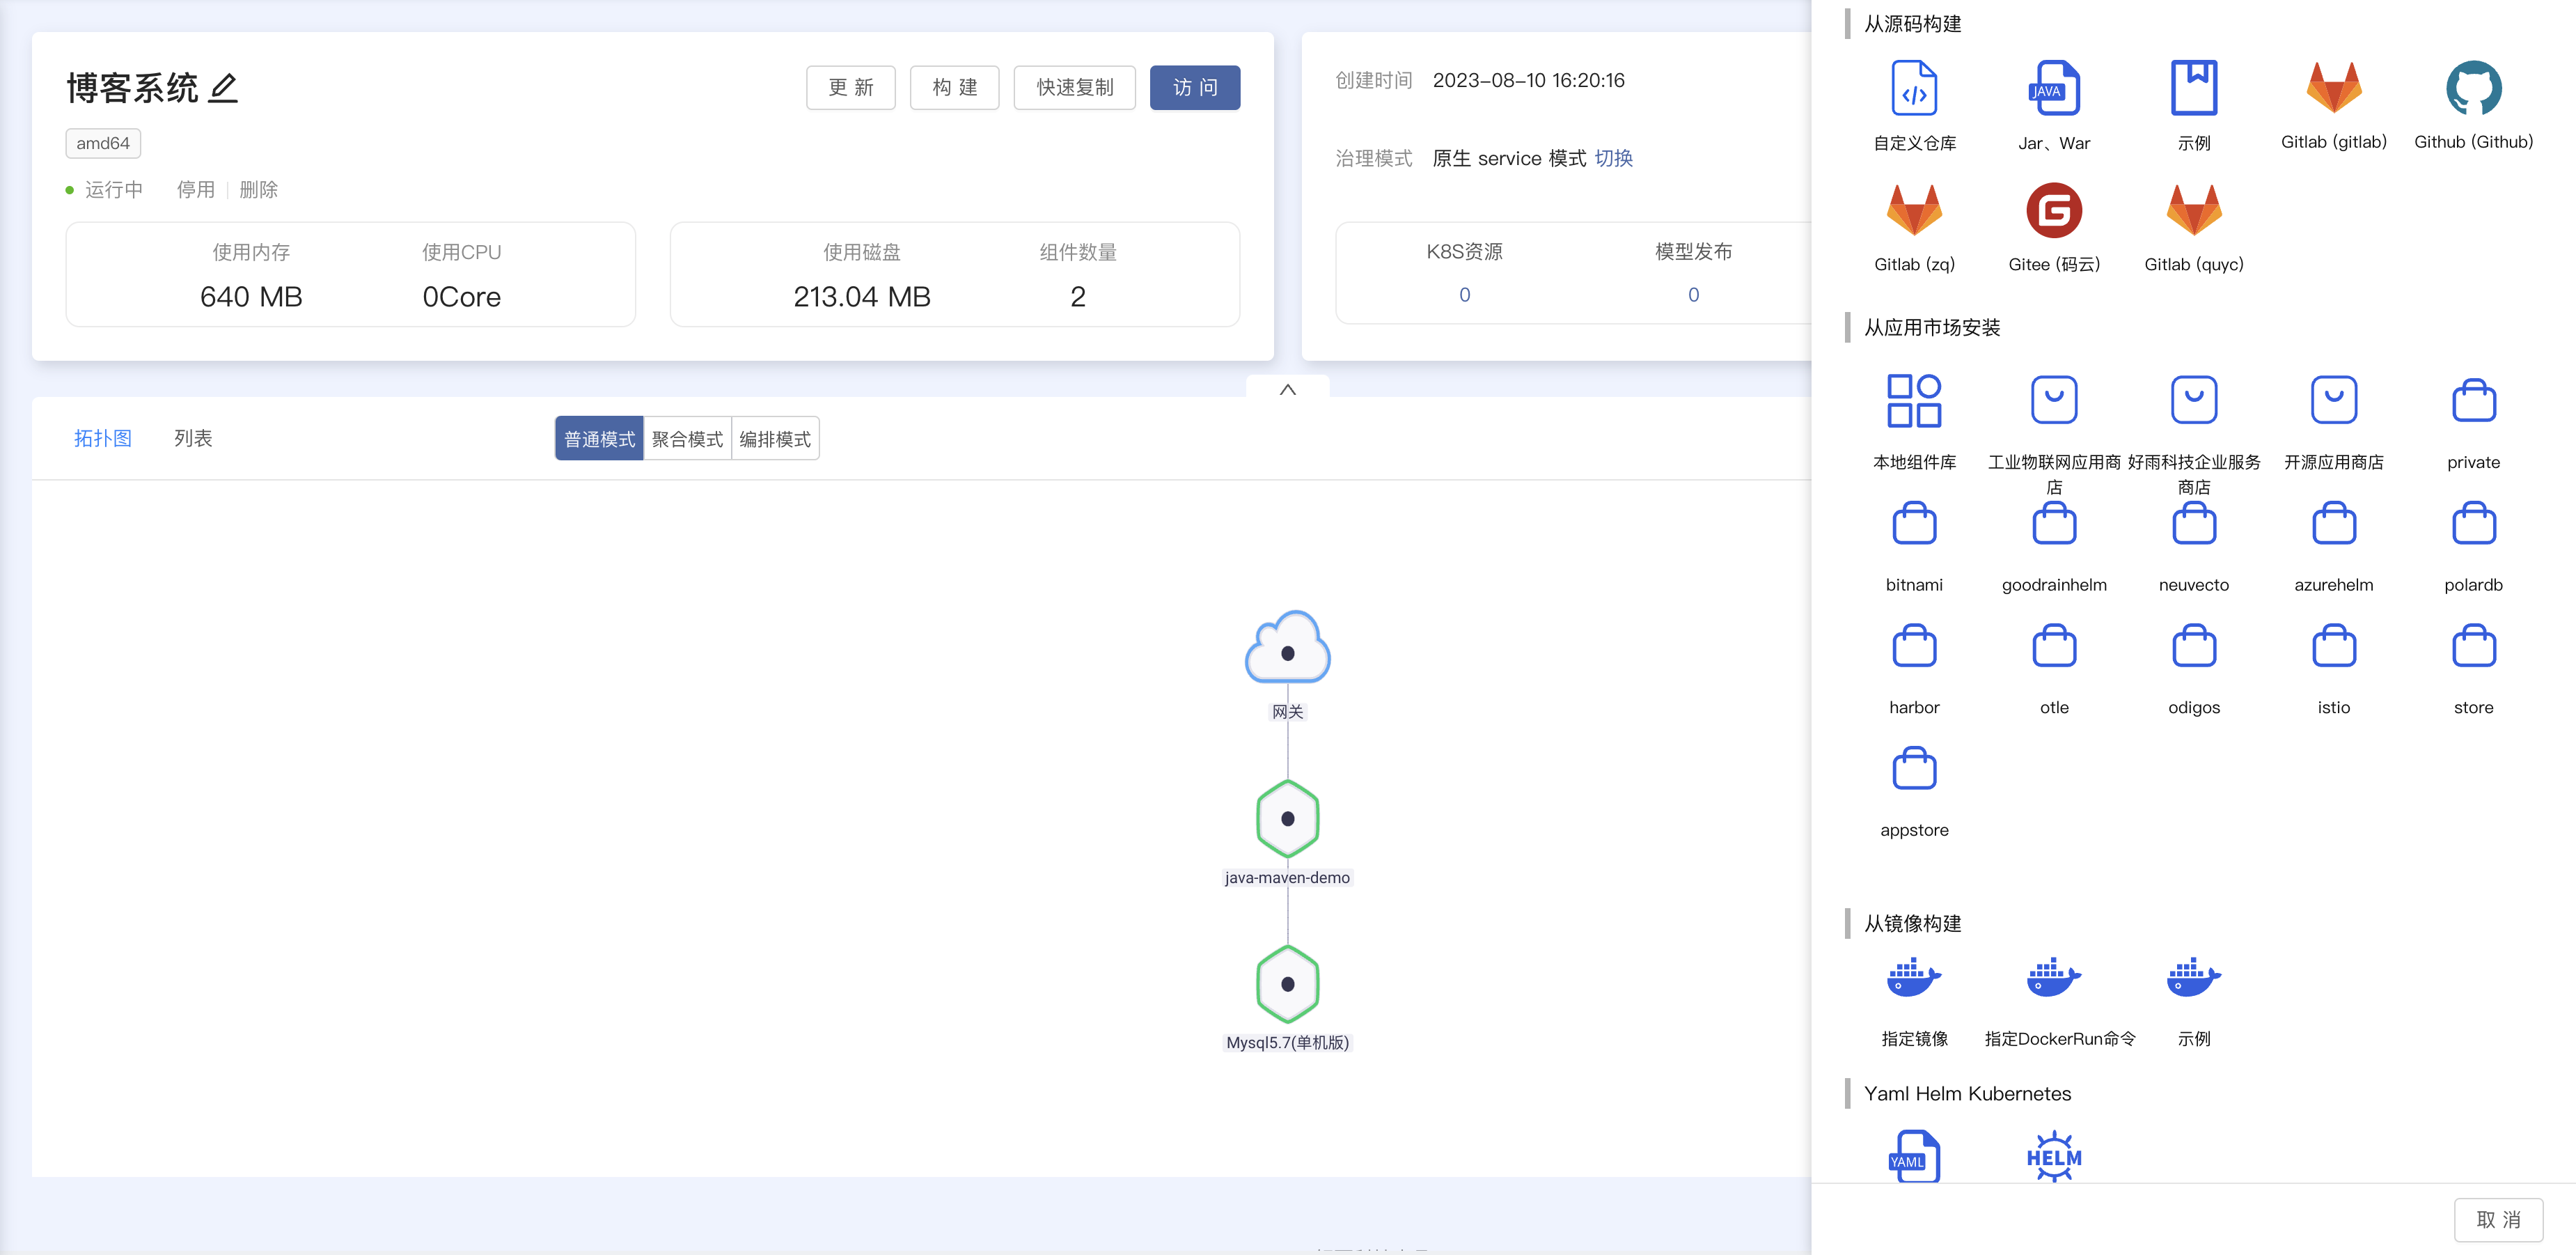 博客系统
更 新
构 建
快速复制
访 问
amd64
运行中
停用
删除
使用内存
使用CPU
640 MB
0Core
使用磁盘
组件数量
213.04 MB
2
创建时间 2023-08-10 16:20:16
治理模式 原生 service 模式 切换
K8S资源
模型发布
0
0
拓扑图
列表
普通模式
聚合模式
编排模式
网关
java-maven-demo
Mysql5.7(单机版)
从源码构建
JAVA
自定义仓库
Jar、War
示例
Gitlab (gitlab)
Github (Github)
Gitlab (zq)
Gitee (码云)
Gitlab (quyc)
从应用市场安装
本地组件库
工业物联网应用商
店
好雨科技企业服务
商店
开源应用商店
private
bitnami
goodrainhelm
neuvecto
azurehelm
polardb
harbor
otle
odigos
istio
store
appstore
从镜像构建
指定镜像
指定DockerRun命令
示例
Yaml Helm Kubernetes
YAML
HELM
取 消